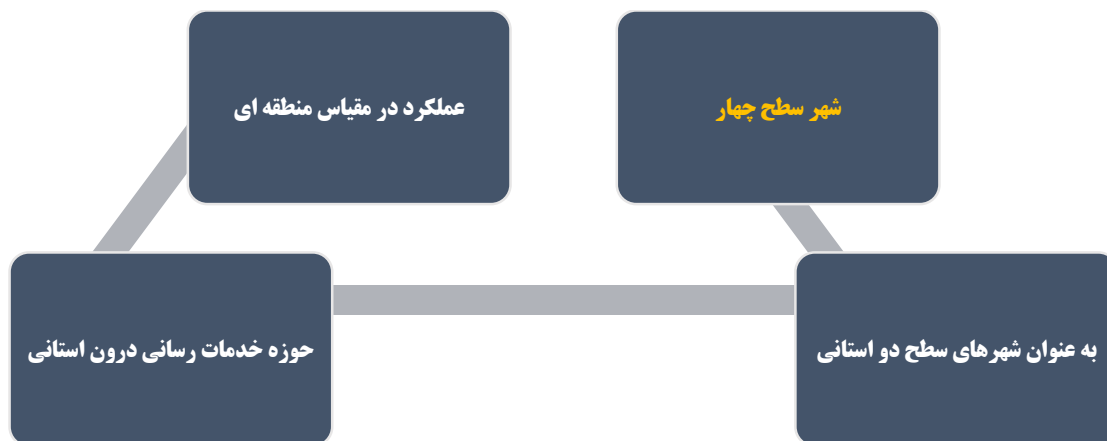 شهر سطح چهار
عملکرد در مقیاس منطقه ای
به عنوان شهرهای سطح دو استانی
حوزه خدمات رسانی درون استانی